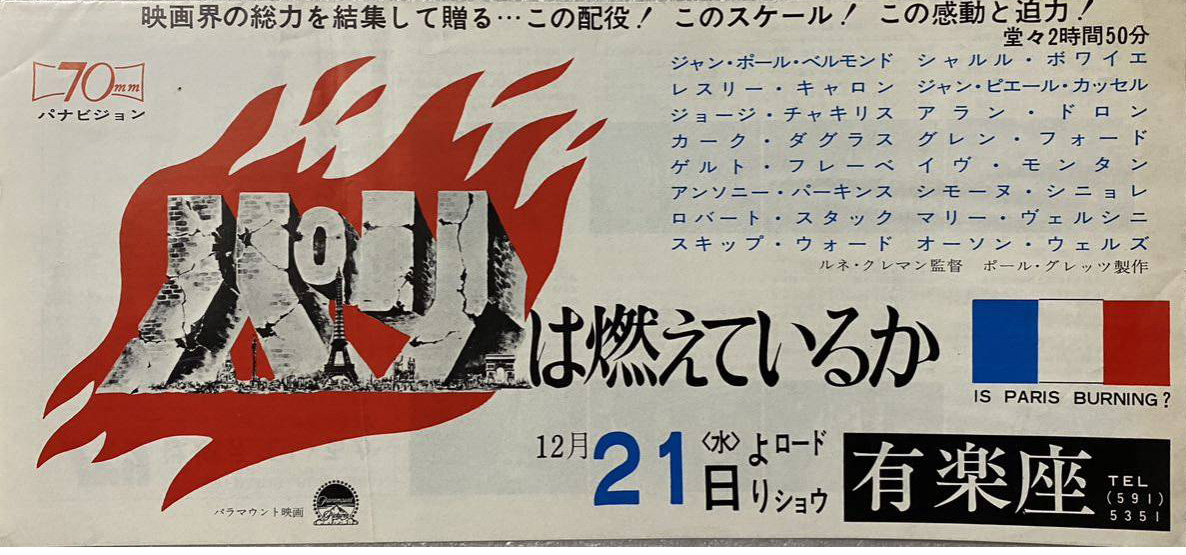 映画界の総力を結集して贈る…この配役！ このスケール！ この感動と迫力！
堂々2時間50分
70mm
パナビジョン
ジャン・ポール・ベルモンド シャルル・ボワイエ
レスリー・キャロン ジャン・ピエール・カッセル
ジョージ・チャキリス アラン・ドロン
カーク・ダグラス グレン・フォード
ゲルト・フレーベ イヴ・モンタン
アンソニー・パーキンス シモーヌ・シニョレ
ロバート・スタック マリー・ヴェルシニ
スキップ・ウォード オーソン・ウェルズ
ルネ・クレマン監督 ポール・グレッツ製作
パリは燃えているか
IS PARIS BURNING?
12月21日〈水〉よりロードショウ
有楽座
TEL
(591)
5351
パラマウント映画
Paramount